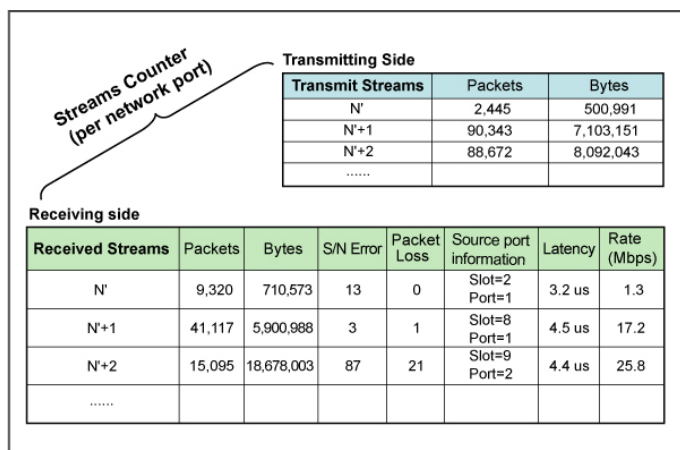 Streams Counter
(per network port)
Transmitting Side
Transmit Streams Packets Bytes
N' 2,445 500,991
N'+1 90,343 7,103,151
N'+2 88,672 8,092,043
......
Receiving side
Received Streams Packets Bytes S/N Error Packet Loss Source port information Latency Rate (Mbps)
N' 9,320 710,573 13 0 Slot=2 Port=1 3.2 us 1.3
N'+1 41,117 5,900,988 3 1 Slot=8 Port=1 4.5 us 17.2
N'+2 15,095 18,678,003 87 21 Slot=9 Port=2 4.4 us 25.8
......